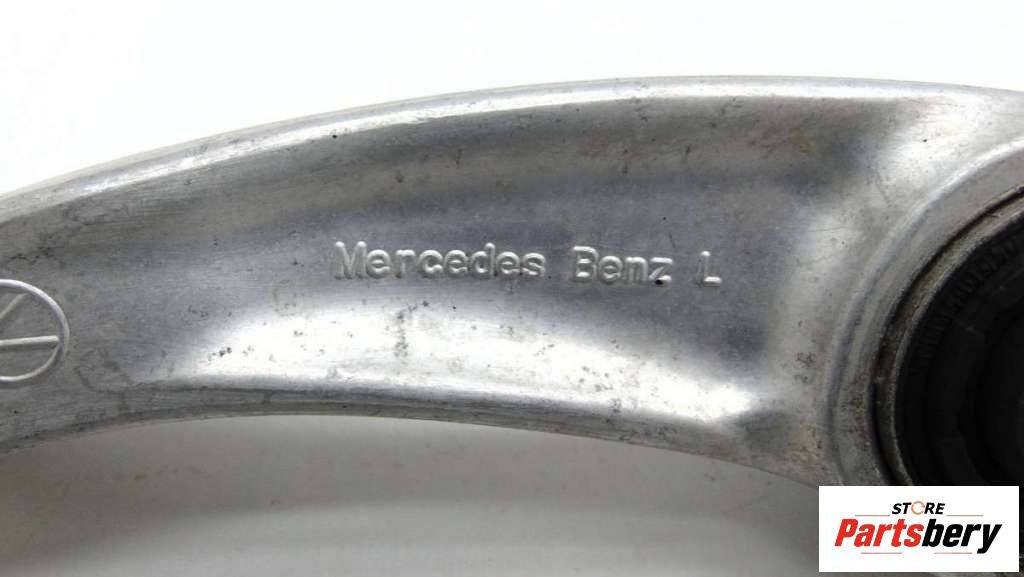 Mercedes Benz L
STORE
Partsbery